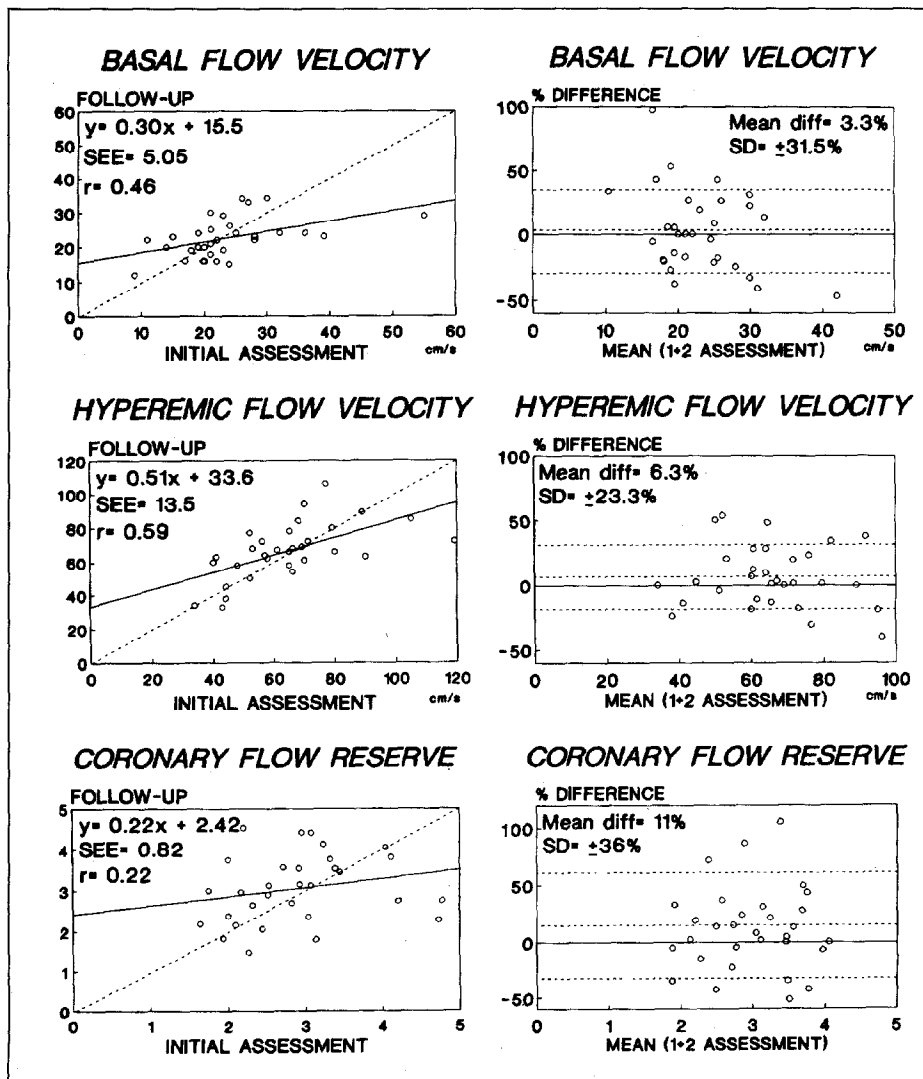 BASAL FLOW VELOCITY
FOLLOW-UP
y= 0.30x + 15.5
SEE= 5.05
r= 0.46
60
50
40
30
20
10
0
0 10 20 30 40 50 60
INITIAL ASSESSMENT cm/s
BASAL FLOW VELOCITY
% DIFFERENCE
Mean diff= 3.3%
SD= ±31.5%
100
50
0
-50
0 10 20 30 40 50
MEAN (1+2 ASSESSMENT)
HYPEREMIC FLOW VELOCITY
FOLLOW-UP
y= 0.51x + 33.6
SEE= 13.5
r= 0.59
120
100
80
60
40
20
0
0 20 40 60 80 100 120
INITIAL ASSESSMENT cm/s
HYPEREMIC FLOW VELOCITY
% DIFFERENCE
Mean diff= 6.3%
SD= ±23.3%
100
50
0
-50
0 20 40 60 80 100
MEAN (1+2 ASSESSMENT) cm/s
CORONARY FLOW RESERVE
FOLLOW-UP
y= 0.22x + 2.42
SEE= 0.82
r= 0.22
5
4
3
2
1
0
0 1 2 3 4 5
INITIAL ASSESSMENT
CORONARY FLOW RESERVE
% DIFFERENCE
Mean diff= 11%
SD= ±36%
100
50
0
-50
0 1 2 3 4 5
MEAN (1+2 ASSESSMENT)